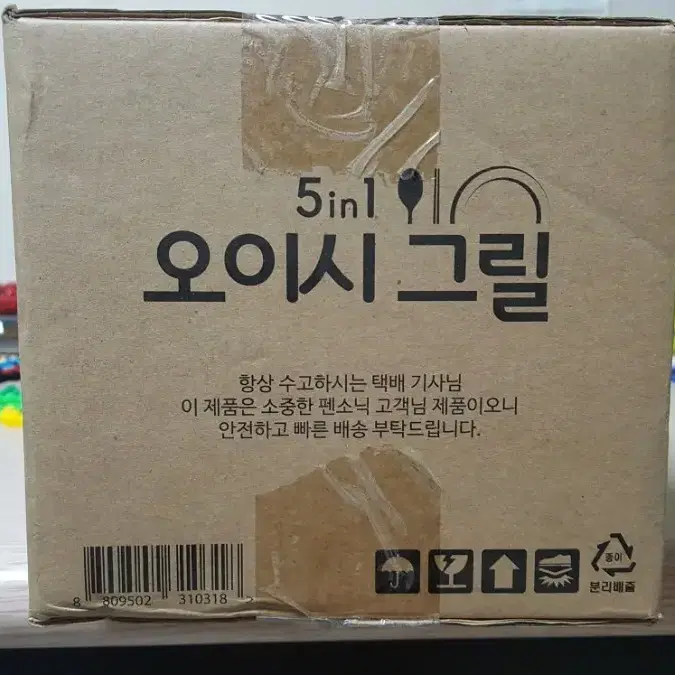 5in1
오이시 그릴
항상 수고하시는 택배 기사님
이 제품은 소중한 펜소닉 고객님 제품이오니
안전하고 빠른 배송 부탁드립니다.
8 809502 310318 >
종이
분리배출